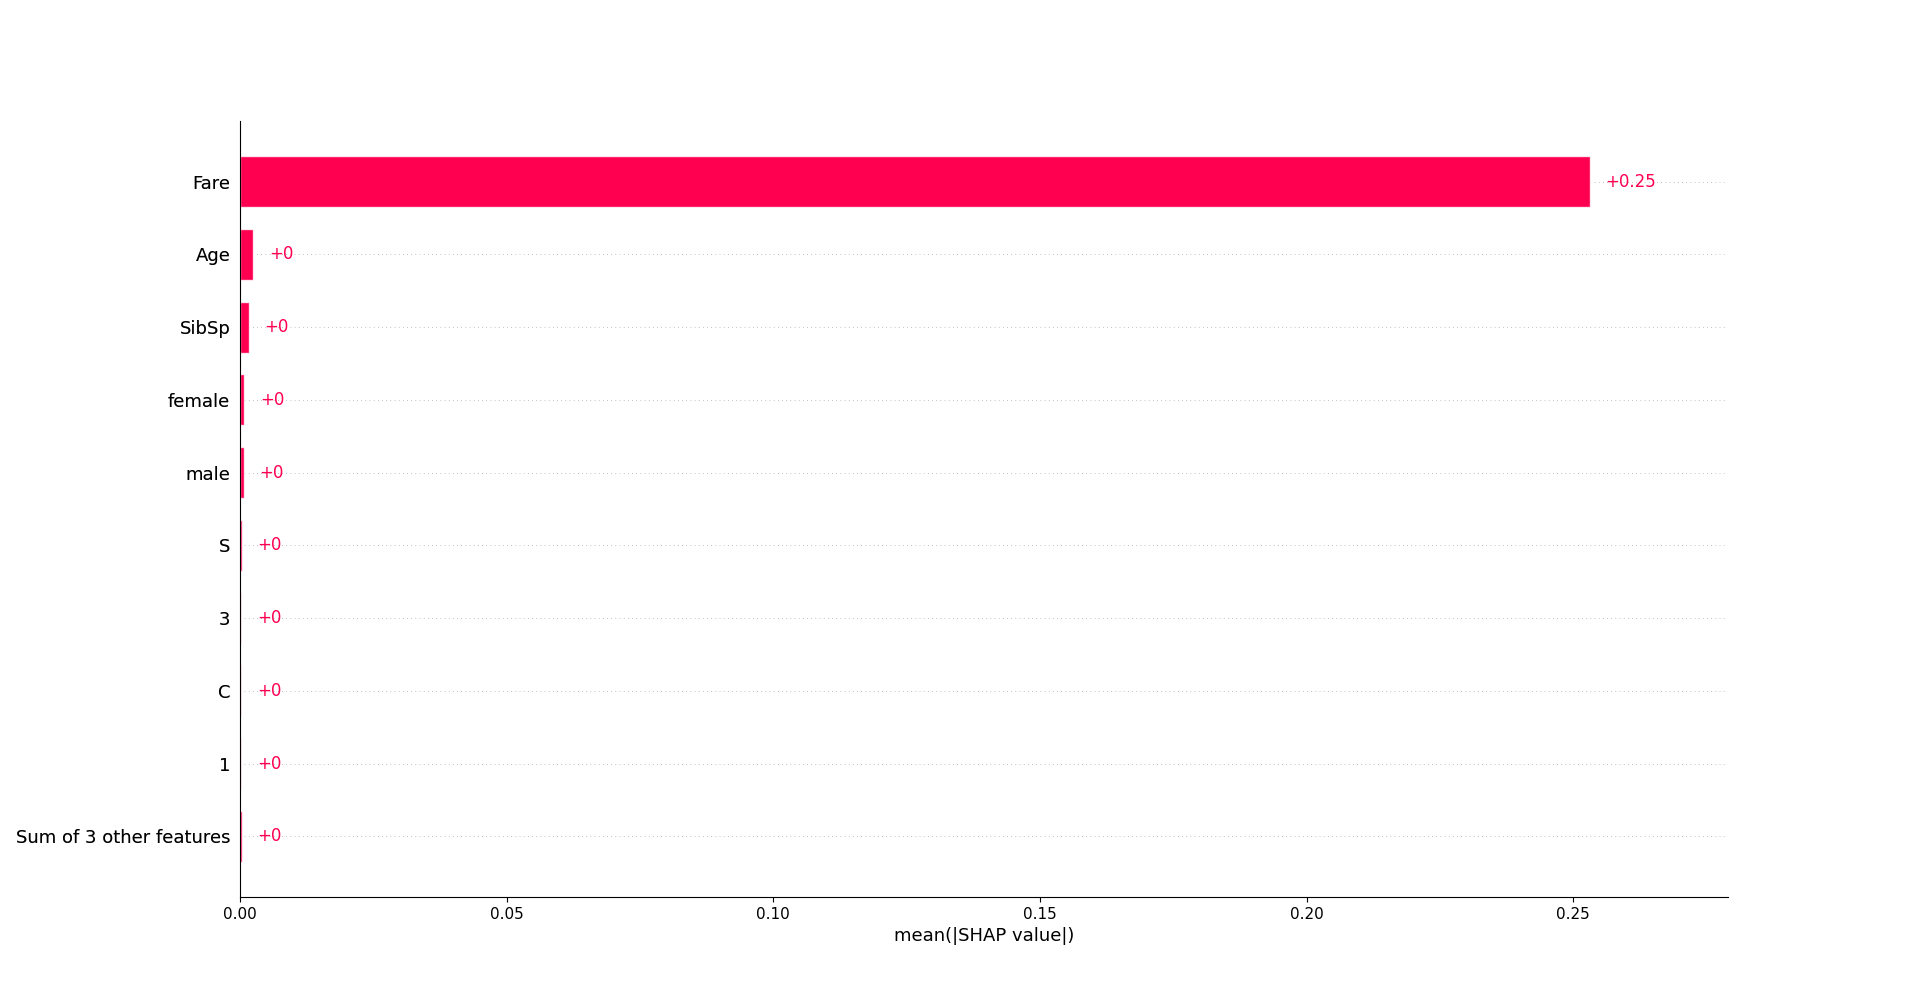 Fare +0.25
Age +0
SibSp +0
female +0
male +0
S +0
3 +0
C +0
1 +0
Sum of 3 other features +0
0.00 0.05 0.10 0.15 0.20 0.25
mean(|SHAP value|)